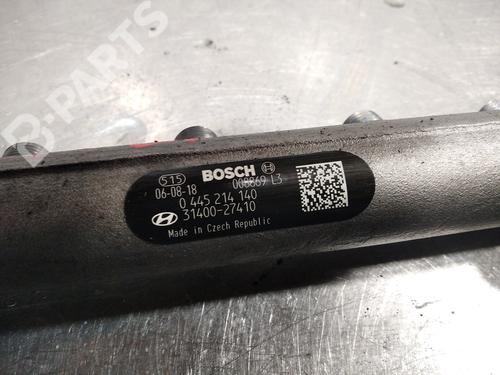 B-PARTS
515 BOSCH
06-08-18 008869 L3
0 445 214 140
31400-27410
Made in Czech Republic